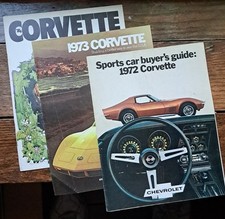 CORVETTE
1973 CORVETTE
Sports car buyer's guide:
1972 Corvette
CHEVROLET